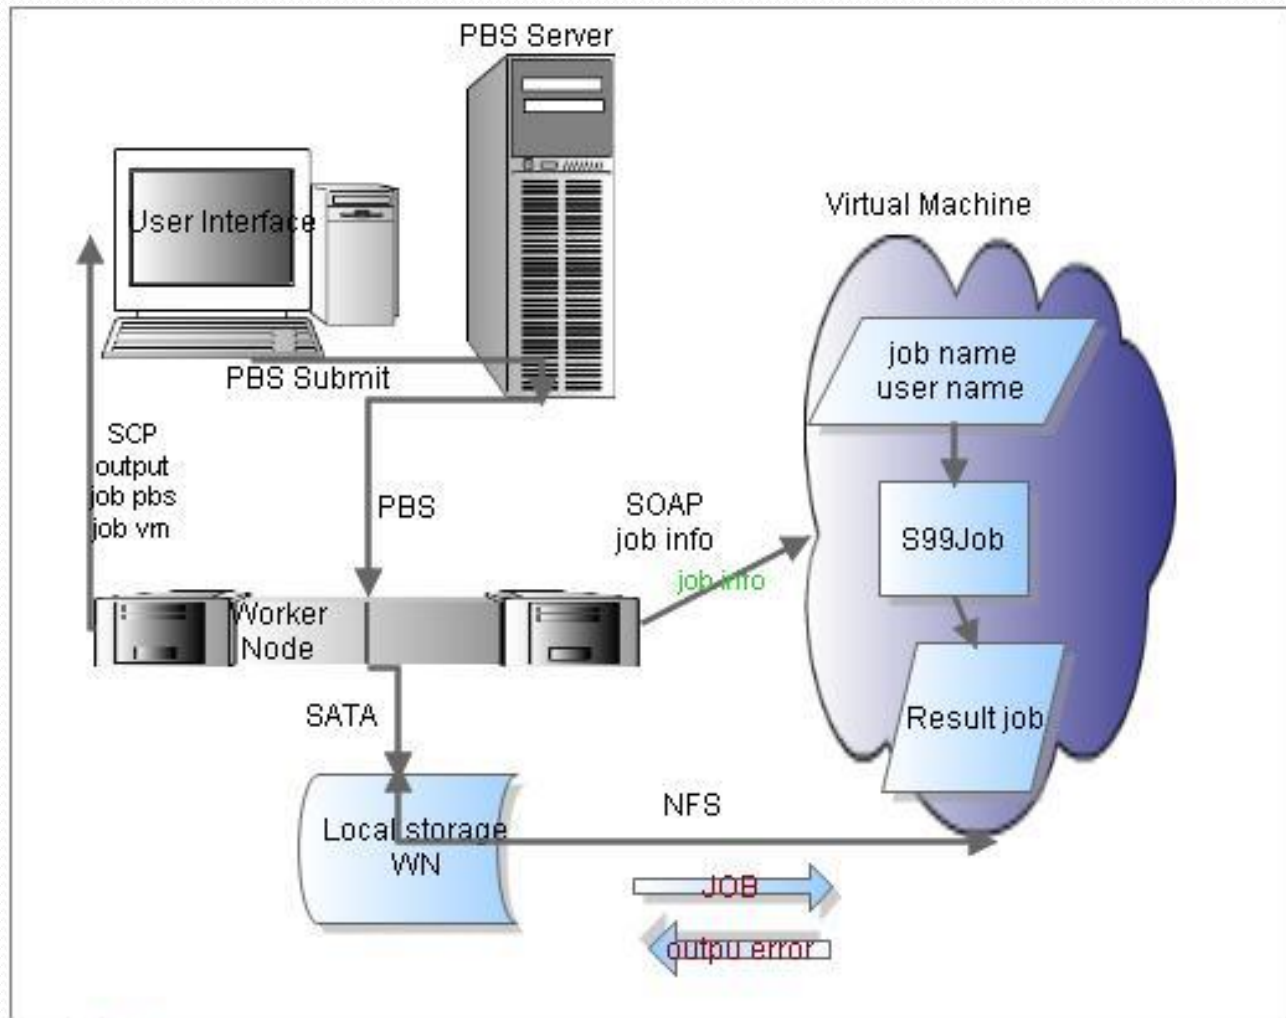 PBS Server
User Interface
Virtual Machine
job name
user name
PBS Submit
SCP
output
job pbs
job vm
PBS
SOAP
job info
job info
S99Job
Worker
Node
SATA
Result job
NFS
Local storage
WN
JOB
outpu error